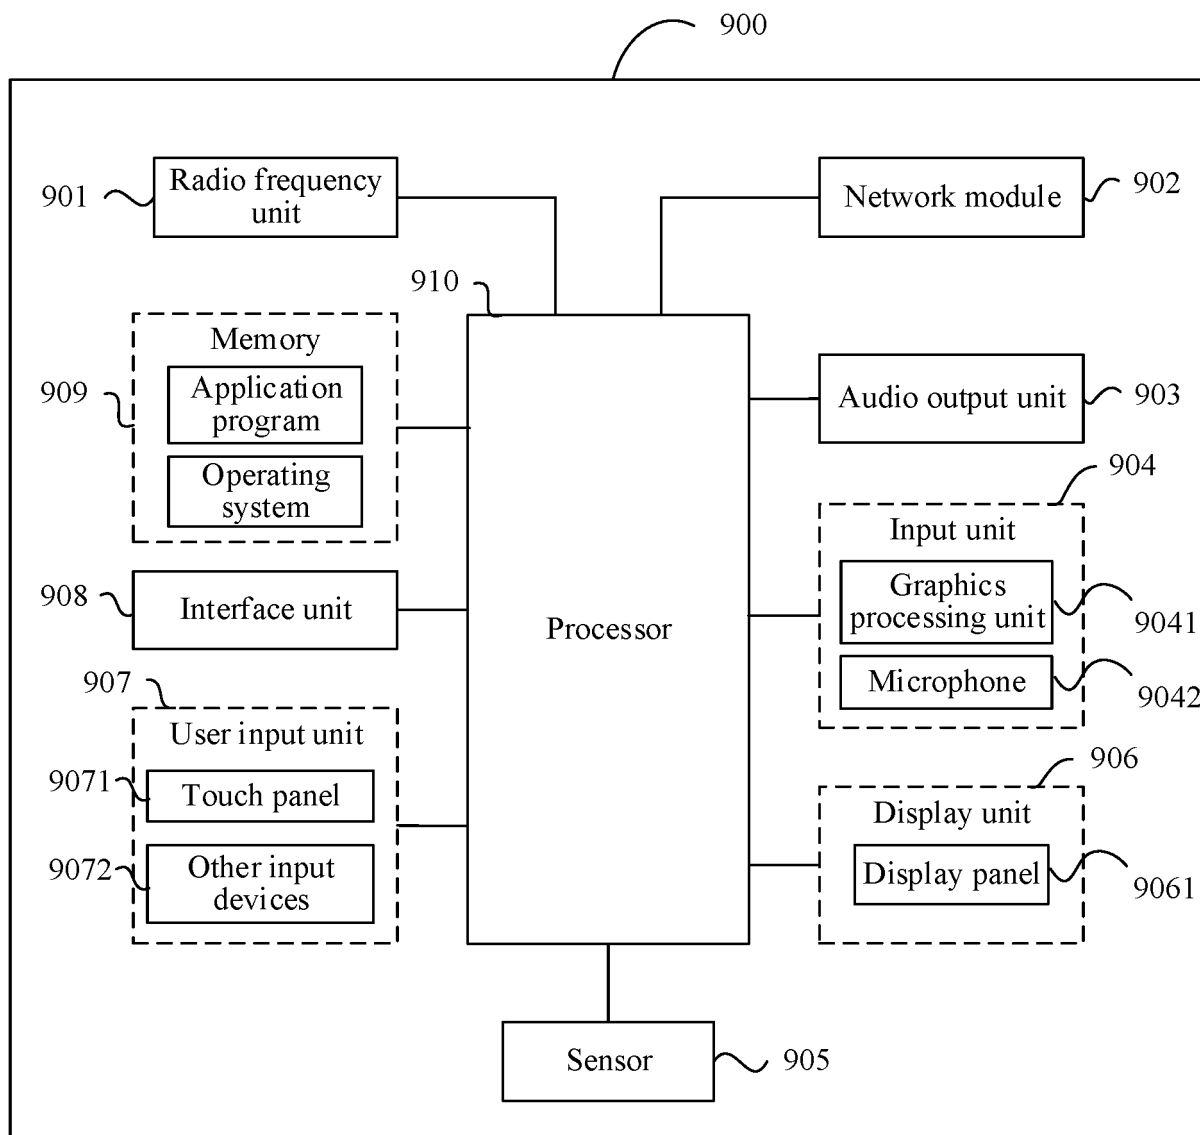 900
901
Radio frequency
unit
Network module
902
910
Memory
909
Application
program
Operating
system
Audio output unit
903
904
Input unit
Graphics
processing unit
9041
Microphone
9042
908
Interface unit
Processor
907
User input unit
9071
Touch panel
9072
Other input
devices
906
Display unit
Display panel
9061
Sensor
905